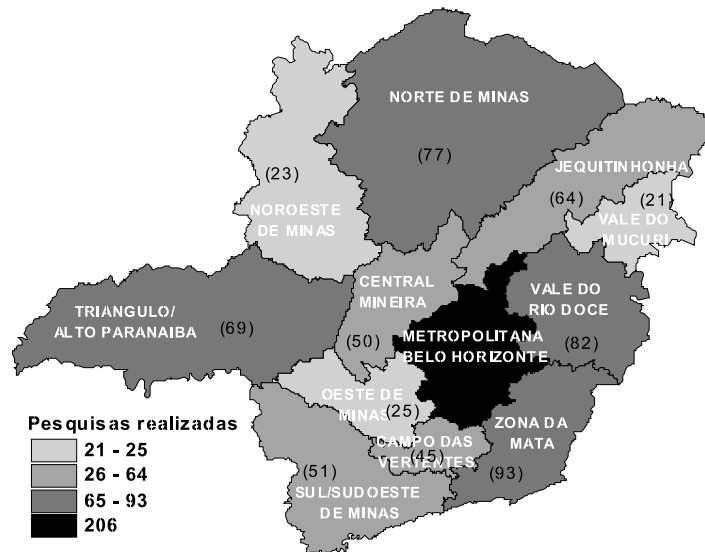 NORTE DE MINAS
(77)
JEQUITINHONHA
(64)
(21)
VALE DO
MUCURI
(23)
NOROESTE
DE MINAS
CENTRAL
MINEIRA
(50)
VALE DO
RIO DOCE
(82)
TRIANGULO/
ALTO PARANAIBA
(69)
METROPOLITANA
BELO HORIZONTE
OESTE DE
MINAS
(25)
ZONA DA
MATA
(93)
CAMPO DAS
VERTENTES
(45)
(51)
SUL/SUDOESTE
DE MINAS
Pesquisas realizadas
21 - 25
26 - 64
65 - 93
206